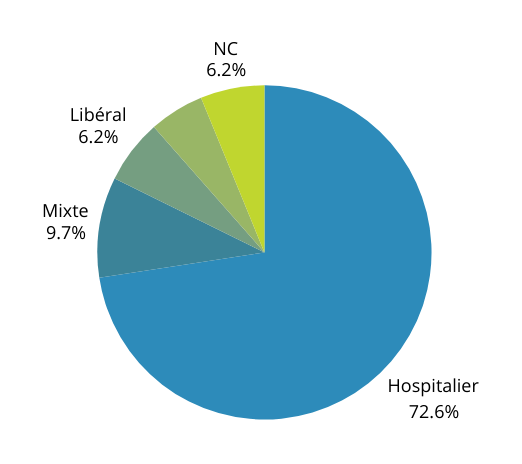 NC
6.2%
Libéral
6.2%
Mixte
9.7%
Hospitalier
72.6%